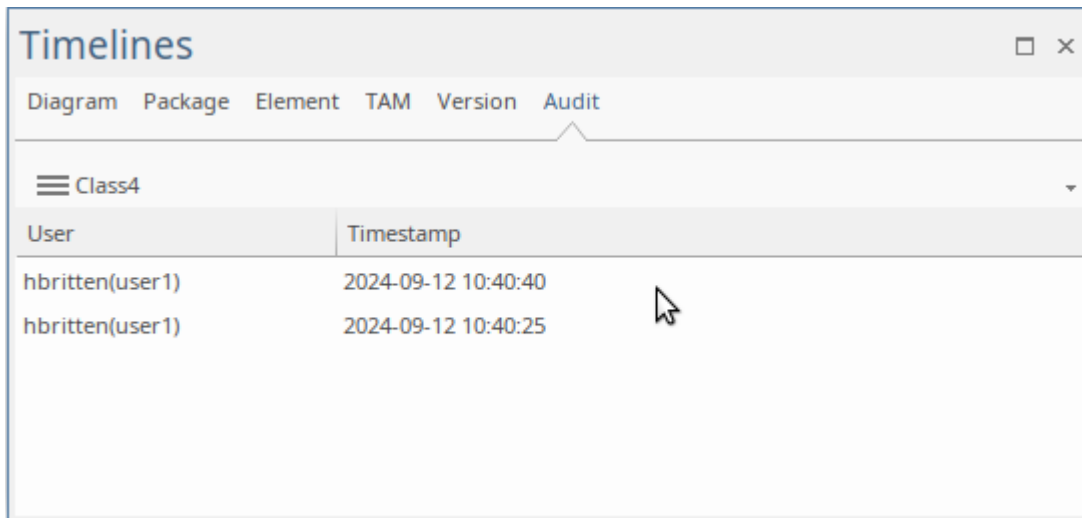 Timelines
Diagram Package Element TAM Version Audit
Class4
User Timestamp
hbritten(user1) 2024-09-12 10:40:40
hbritten(user1) 2024-09-12 10:40:25